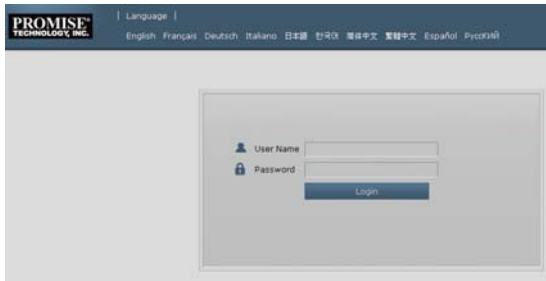 PROMISE®
TECHNOLOGY, INC.
| Language |
English Français Deutsch Italiano 日本語 한국어 简体中文 繁體中文 Español Русский
User Name
Password
Login